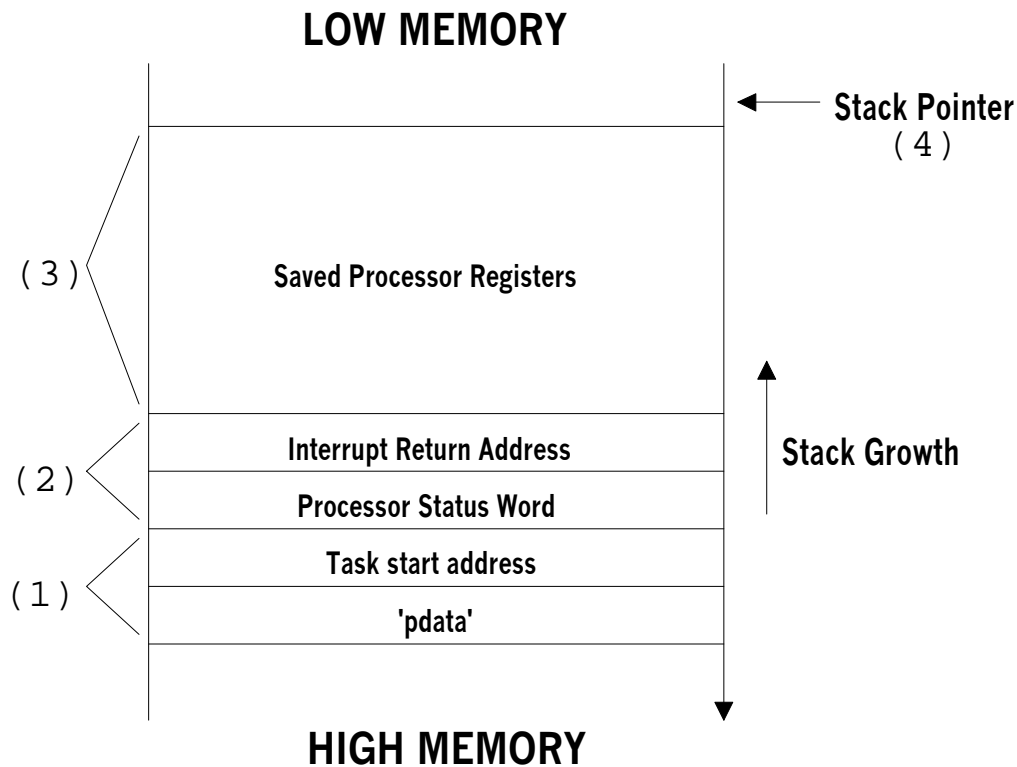 LOW MEMORY
Stack Pointer
(4)
(3)
Saved Processor Registers
Interrupt Return Address
Stack Growth
(2)
Processor Status Word
Task start address
(1)
'pdata'
HIGH MEMORY